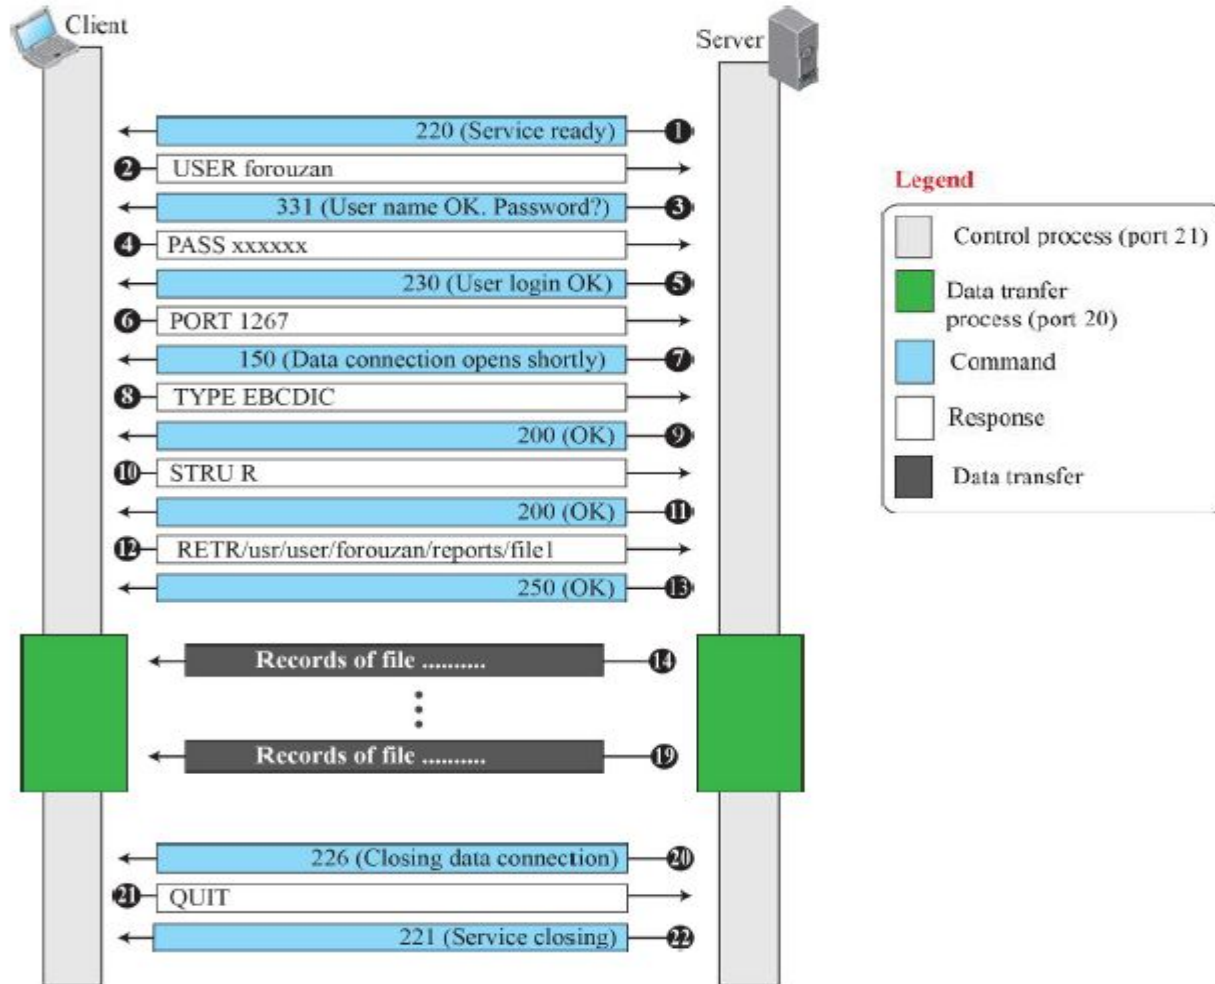 Client
Server
220 (Service ready)
1
2
USER forouzan
331 (User name OK. Password?)
3
4
PASS xxxxxx
230 (User login OK)
5
6
PORT 1267
150 (Data connection opens shortly)
7
8
TYPE EBCDIC
200 (OK)
9
10
STRU R
200 (OK)
11
12
RETR/usr/user/forouzan/reports/file1
250 (OK)
13
Records of file ..........
14
Records of file ..........
19
226 (Closing data connection)
20
21
QUIT
221 (Service closing)
22
Legend
Control process (port 21)
Data tranfer
process (port 20)
Command
Response
Data transfer